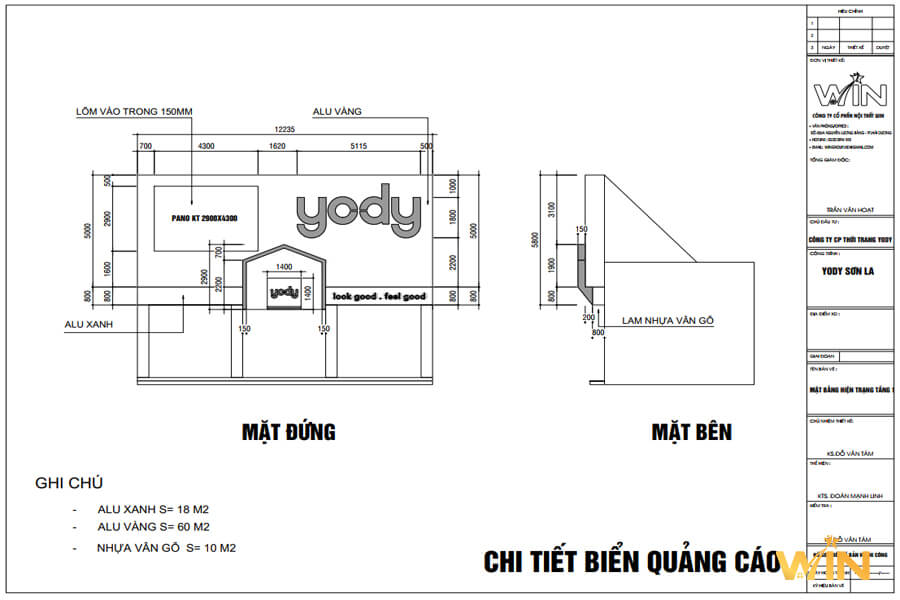 LÕM VÀO TRONG 150MM
ALU VÀNG
12235
700
4300
1620
5115
500
500
2900
1600
800
5000
800
PANO KT 2900X4300
yody
1000
1800
2200
800
5000
800
700
2200
2900
1400
1400
yody
look good . feel good
ALU XANH
150
150
MẶT ĐỨNG
3100
1900
800
5800
150
200
800
LAM NHỰA VÂN GỖ
MẶT BÊN
GHI CHÚ
- ALU XANH S= 18 M2
- ALU VÀNG S= 60 M2
- NHỰA VÂN GỖ S= 10 M2
CHI TIẾT BIỂN QUẢNG CÁO
HIỆU CHỈNH
1
2
3 NGÀY THIẾT KẾ DUYỆT
ĐƠN VỊ THIẾT KẾ:
WIN
CÔNG TY CỔ PHẦN NỘI THẤT WIN
TỔNG GIÁM ĐỐC:
TRẦN VĂN HOẠT
CHỦ ĐẦU TƯ:
CÔNG TY CP THỜI TRANG YODY
CÔNG TRÌNH:
YODY SƠN LA
ĐỊA ĐIỂM XD:
GIAI ĐOẠN
TÊN BẢN VẼ:
MẶT BẰNG HIỆN TRẠNG TẦNG 1
CHỦ NHIỆM THIẾT KẾ:
KS.ĐỖ VĂN TÁM
THỂ HIỆN:
KTS. ĐOÀN MẠNH LINH
KIỂM TRA:
ĐỖ VĂN TÁM
WIN
KÝ HIỆU BẢN VẼ